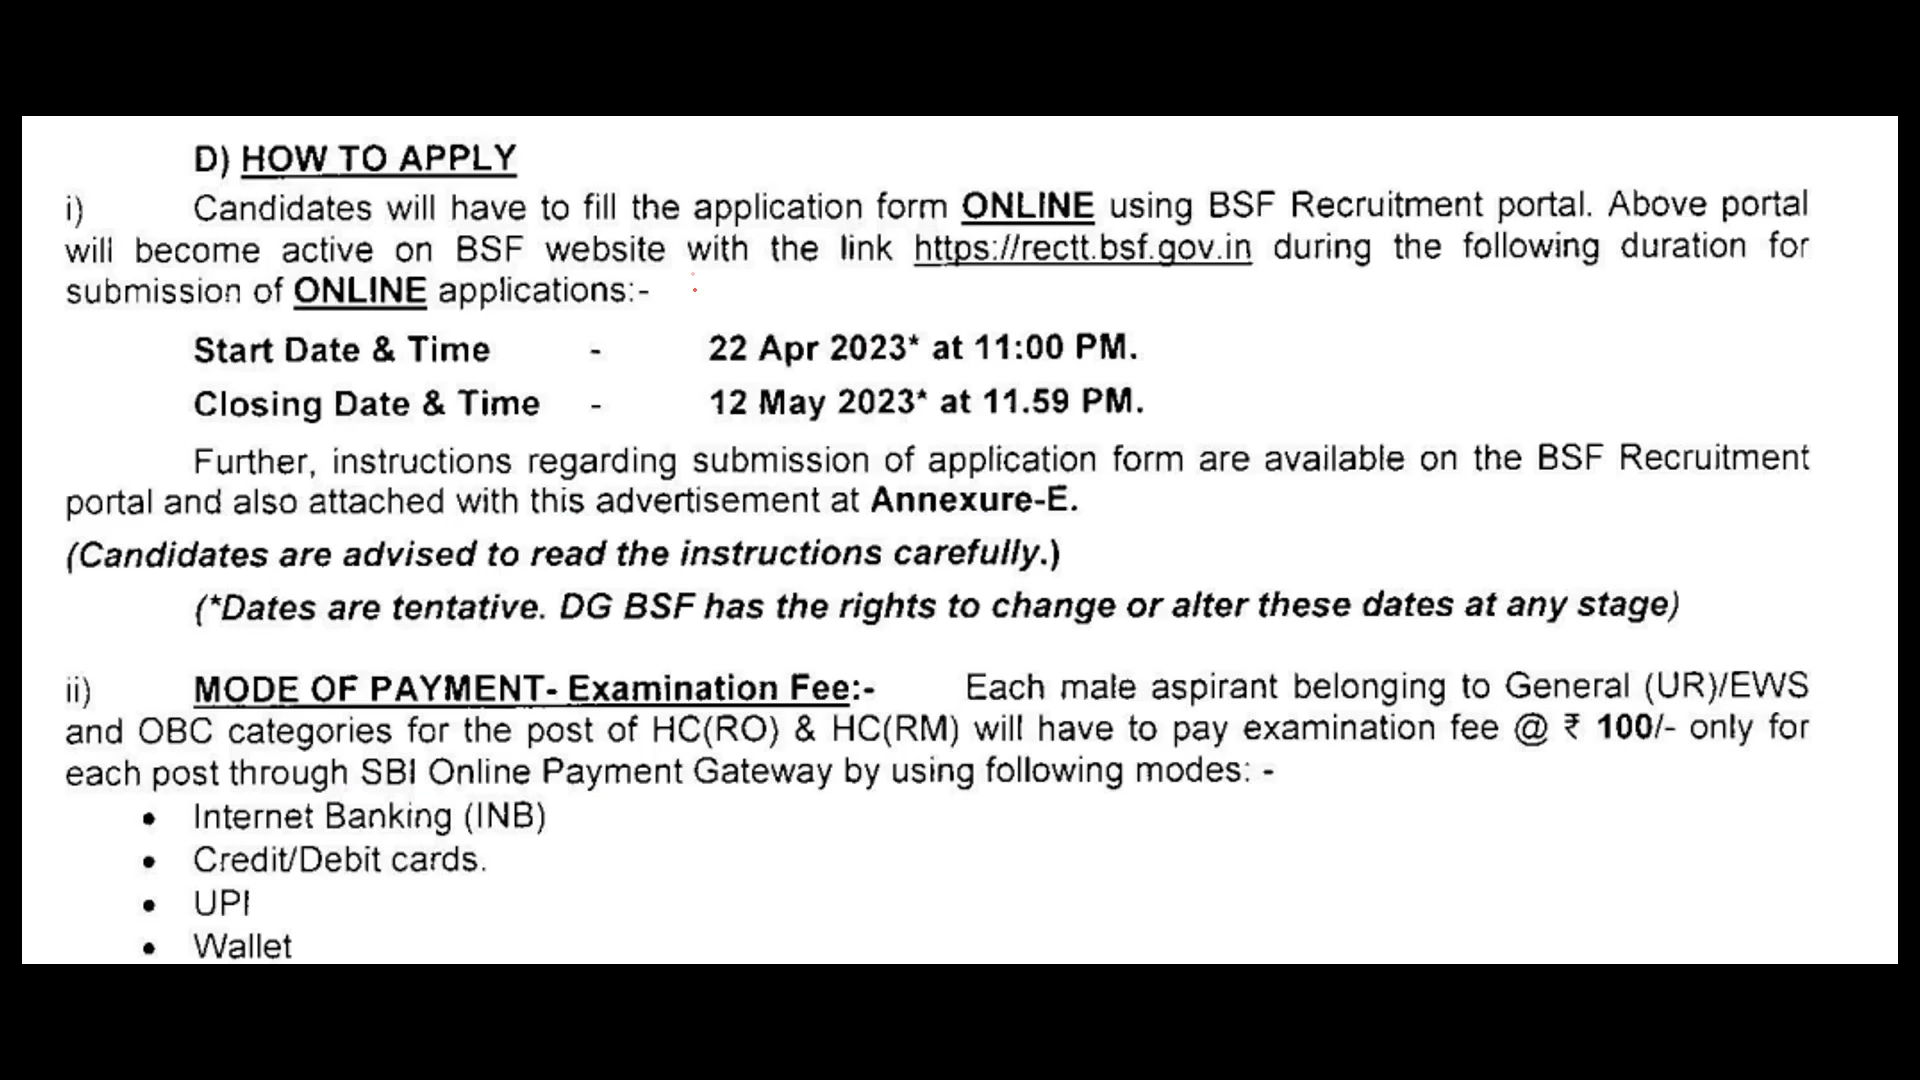 D) HOW TO APPLY
i) Candidates will have to fill the application form ONLINE using BSF Recruitment portal. Above portal
will become active on BSF website with the link https://rectt.bsf.gov.in during the following duration for
submission of ONLINE applications:-
Start Date & Time - 22 Apr 2023* at 11:00 PM.
Closing Date & Time - 12 May 2023* at 11.59 PM.
Further, instructions regarding submission of application form are available on the BSF Recruitment
portal and also attached with this advertisement at Annexure-E.
(Candidates are advised to read the instructions carefully.)
(*Dates are tentative. DG BSF has the rights to change or alter these dates at any stage)
ii) MODE OF PAYMENT- Examination Fee:- Each male aspirant belonging to General (UR)/EWS
and OBC categories for the post of HC(RO) & HC(RM) will have to pay examination fee @ ₹ 100/- only for
each post through SBI Online Payment Gateway by using following modes: -
• Internet Banking (INB)
• Credit/Debit cards.
• UPI
• Wallet